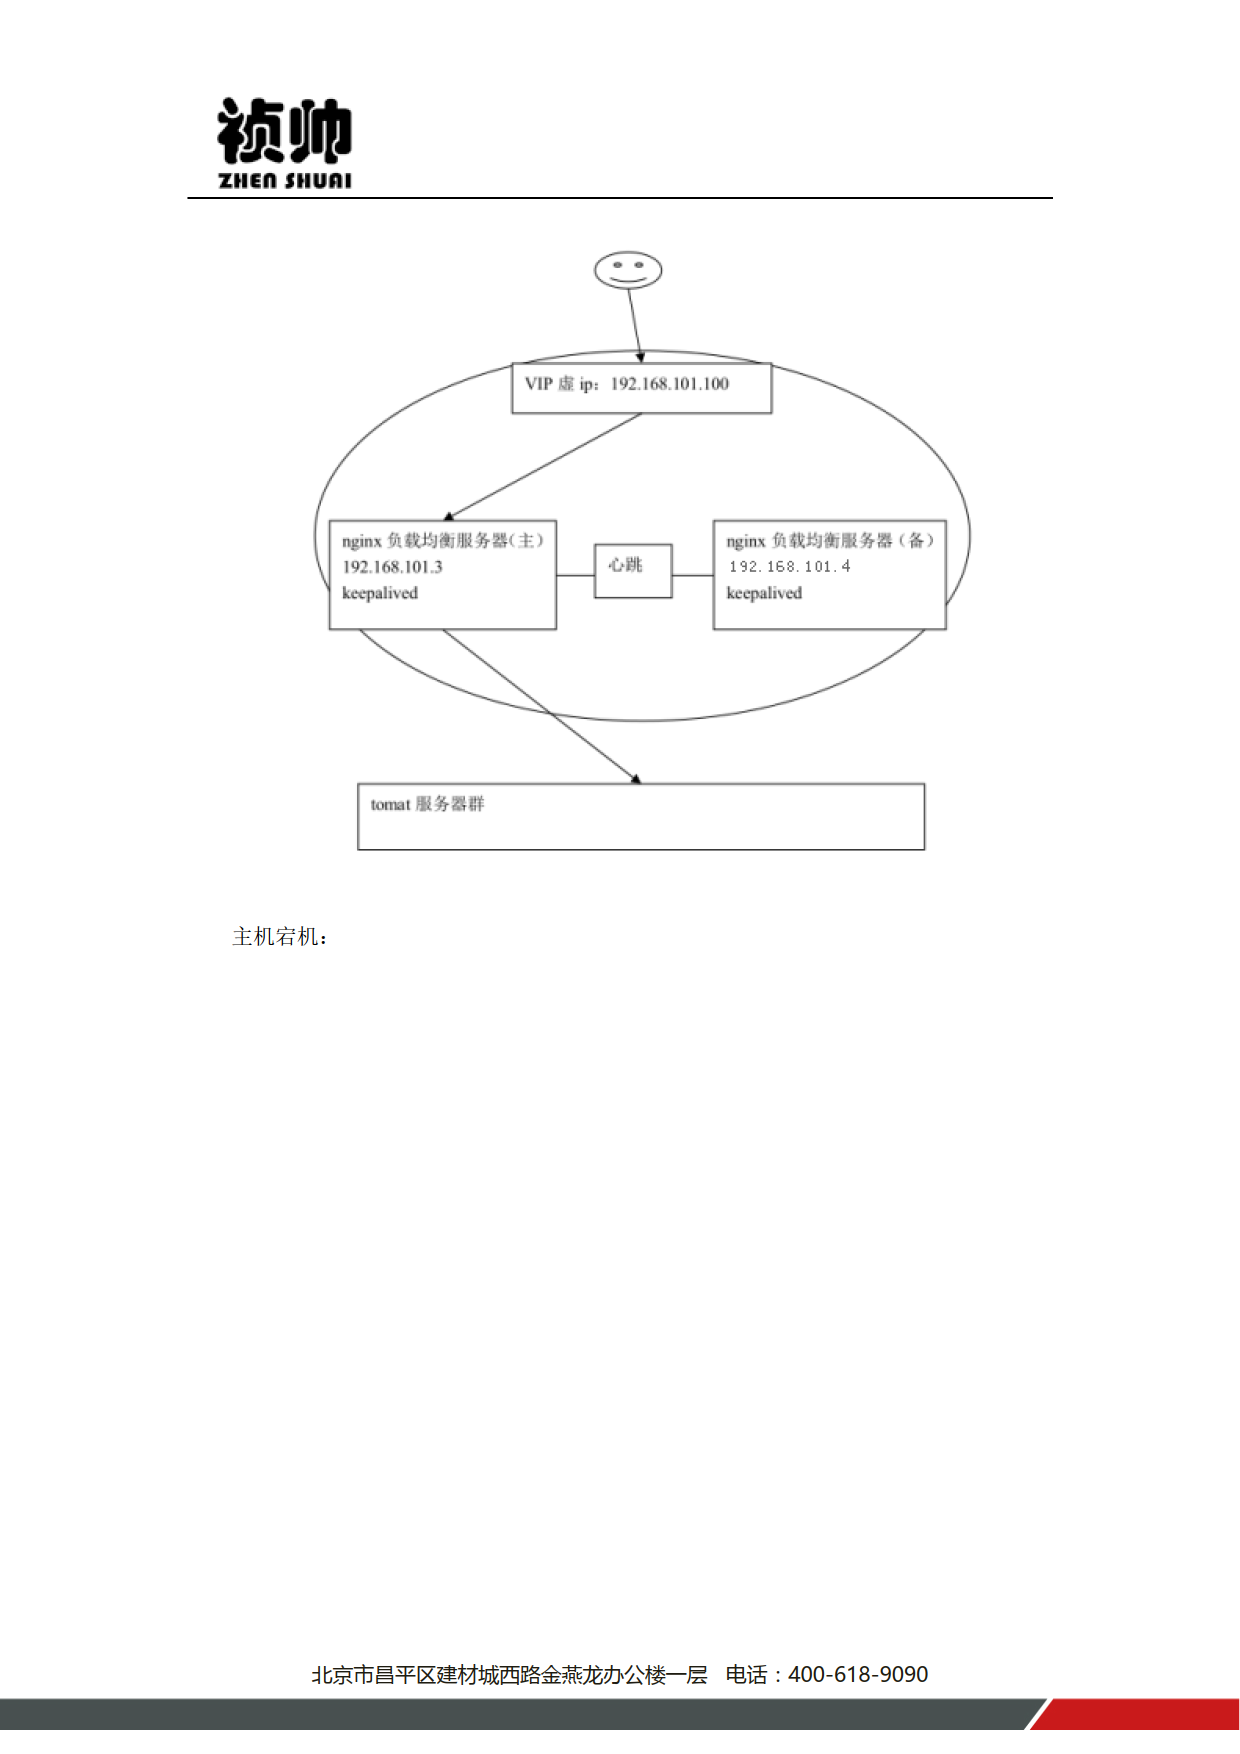 祯帅
ZHEN SHUAI
VIP 虚 ip：192.168.101.100
nginx 负载均衡服务器（主）
192.168.101.3
keepalived
心跳
nginx 负载均衡服务器（备）
192.168.101.4
keepalived
tomat 服务器群
主机宕机：
北京市昌平区建材城西路金燕龙办公楼一层 电话：400-618-9090